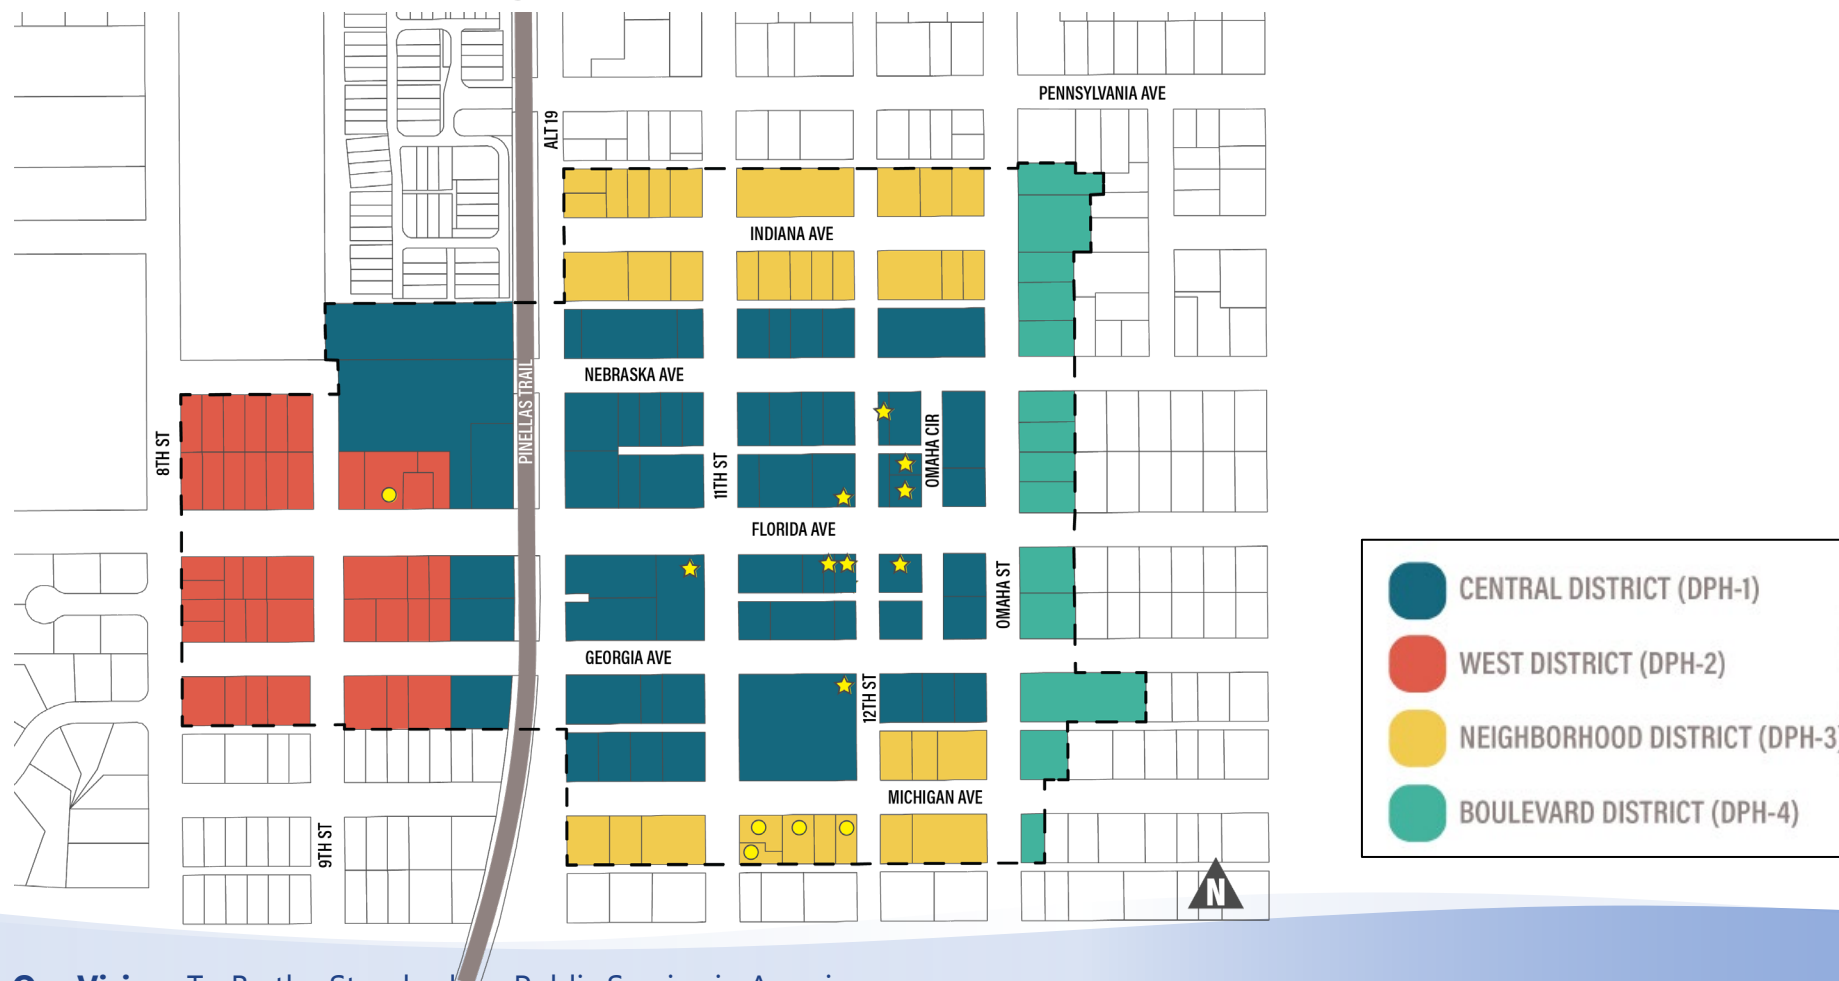 PENNSYLVANIA AVE
ALT 19
INDIANA AVE
NEBRASKA AVE
PINELLAS TRAIL
8TH ST
11TH ST
OMAHA CIR
FLORIDA AVE
OMAHA ST
GEORGIA AVE
12TH ST
MICHIGAN AVE
9TH ST
N
CENTRAL DISTRICT (DPH-1)
WEST DISTRICT (DPH-2)
NEIGHBORHOOD DISTRICT (DPH-3)
BOULEVARD DISTRICT (DPH-4)